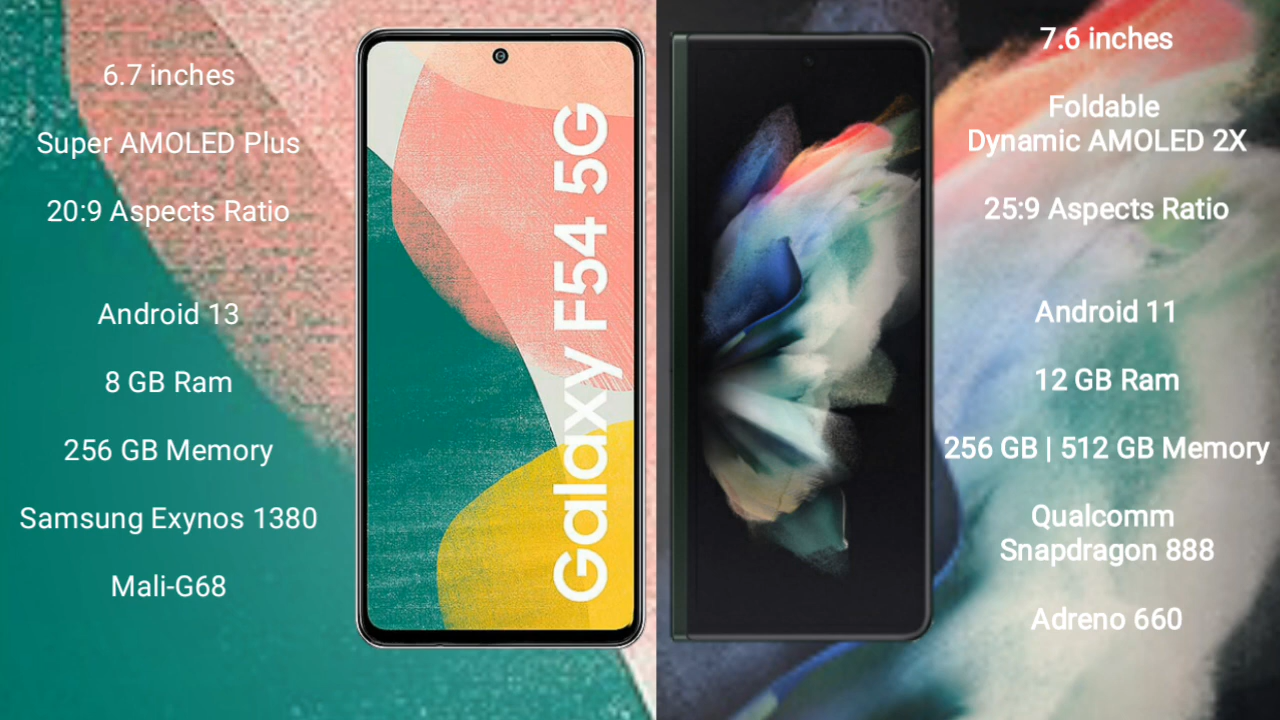 6.7 inches
Super AMOLED Plus
20:9 Aspects Ratio
Android 13
8 GB Ram
256 GB Memory
Samsung Exynos 1380
Mali-G68
Galaxy F54 5G
7.6 inches
Foldable
Dynamic AMOLED 2X
25:9 Aspects Ratio
Android 11
12 GB Ram
256 GB | 512 GB Memory
Qualcomm
Snapdragon 888
Adreno 660